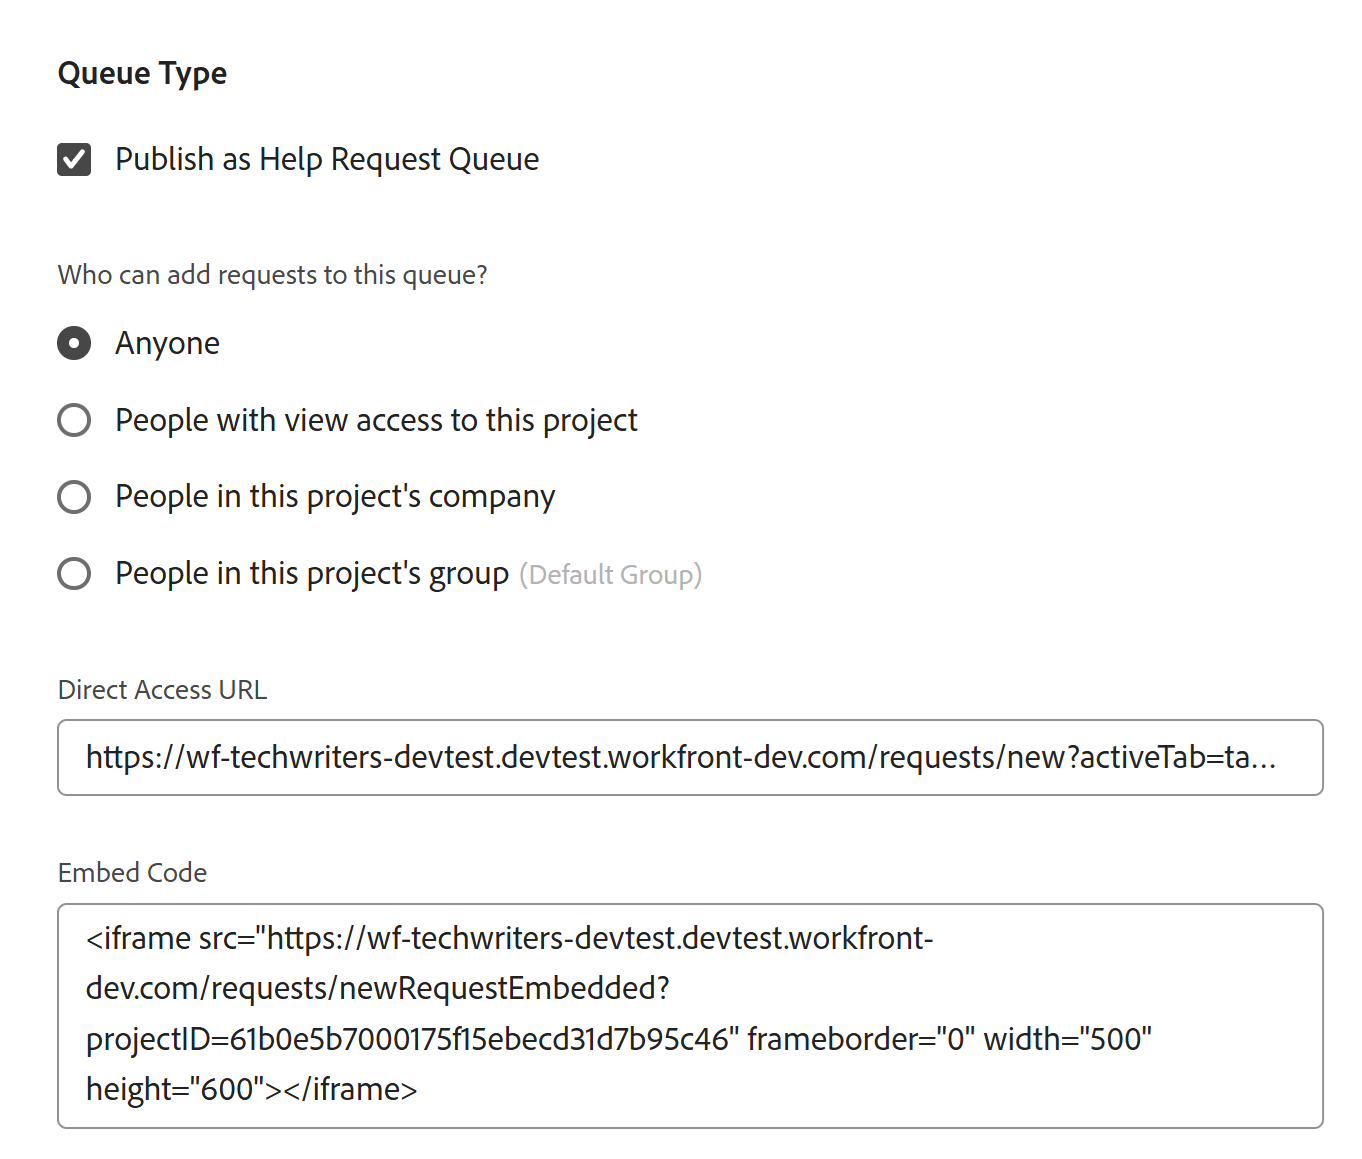 Queue Type
Publish as Help Request Queue
Who can add requests to this queue?
Anyone
People with view access to this project
People in this project's company
People in this project's group (Default Group)
Direct Access URL
https://wf-techwriters-devtest.devtest.workfront-dev.com/requests/new?activeTab=ta...
Embed Code
<iframe src="https://wf-techwriters-devtest.devtest.workfront-
dev.com/requests/newRequestEmbedded?
projectID=61b0e5b7000175f15ebecd31d7b95c46" frameborder="0" width="500"
height="600"></iframe>